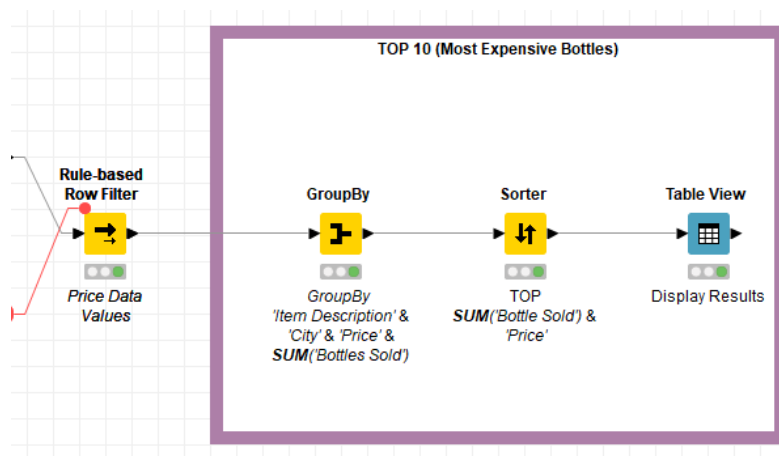 TOP 10 (Most Expensive Bottles)
Rule-based
Row Filter
GroupBy
Sorter
Table View
Price Data
Values
GroupBy
'Item Description' &
'City' & 'Price' &
SUM('Bottles Sold')
TOP
SUM('Bottle Sold') &
'Price'
Display Results